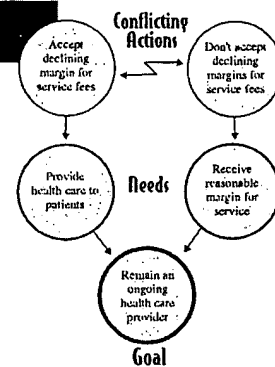 Conflicting
Actions
Accept
declining
margin for
service fees
Don't accept
declining
margins for
service fees
Provide
health care to
patients
Needs
Receive
reasonable
margin for
service
Remain an
ongoing
health care
provider
Goal